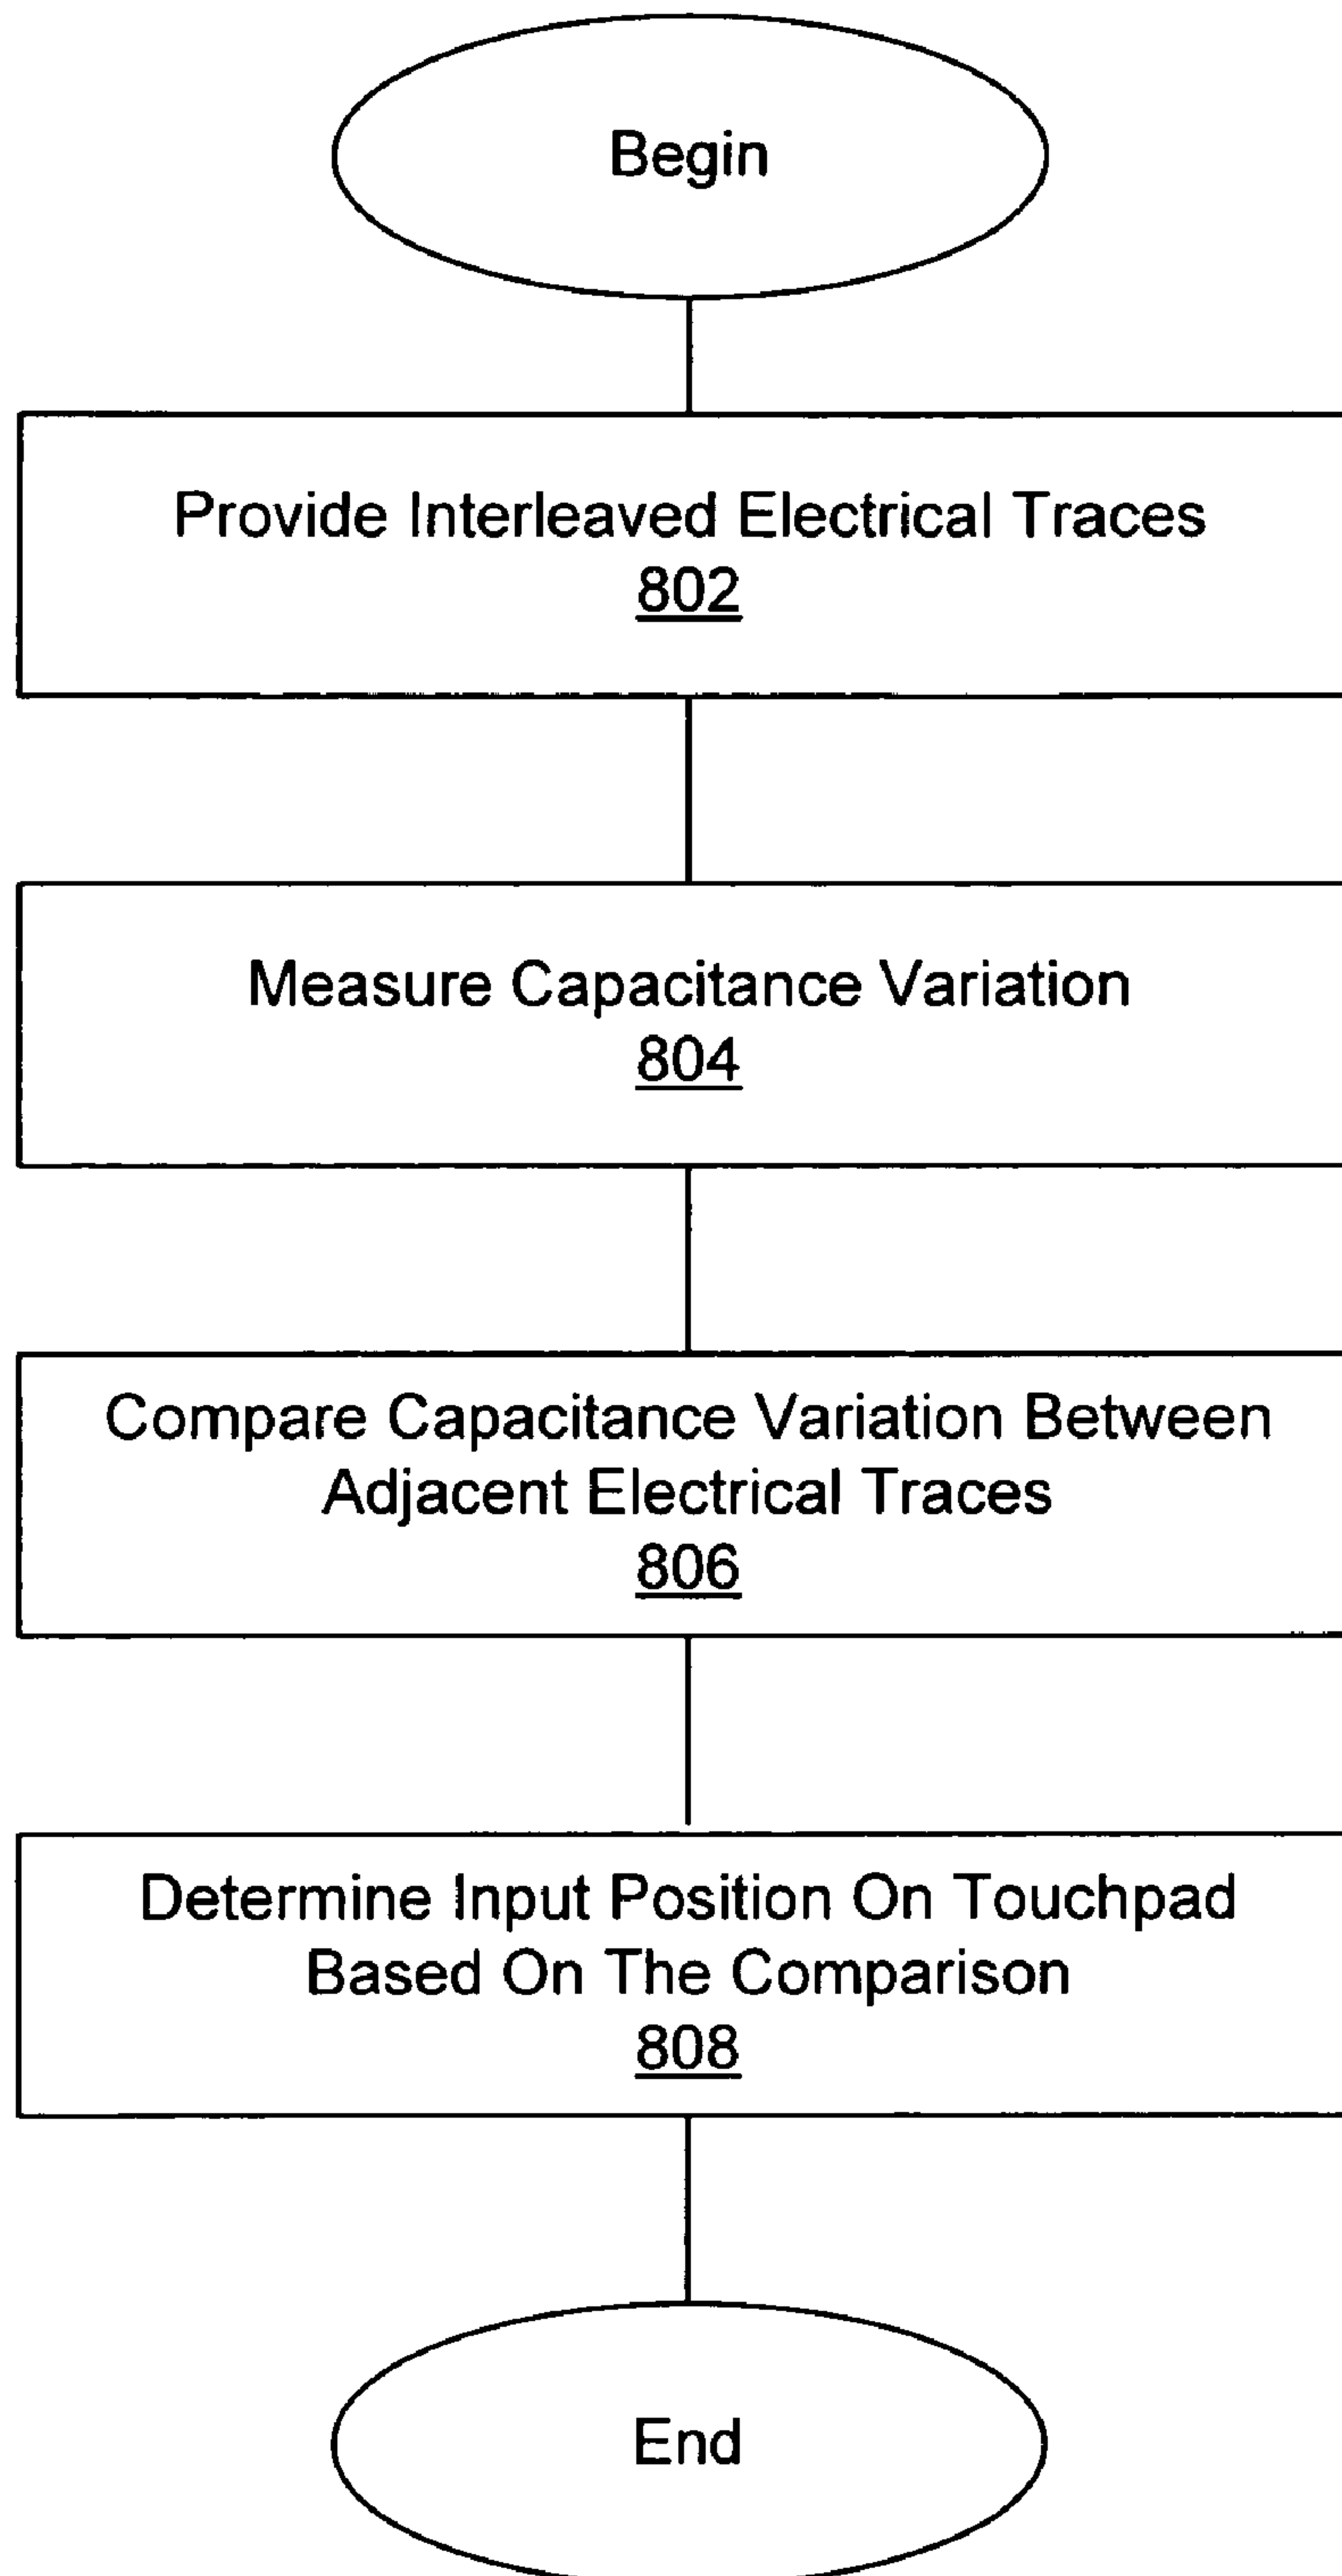 Begin
Provide Interleaved Electrical Traces
802
Measure Capacitance Variation
804
Compare Capacitance Variation Between
Adjacent Electrical Traces
806
Determine Input Position On Touchpad
Based On The Comparison
808
End